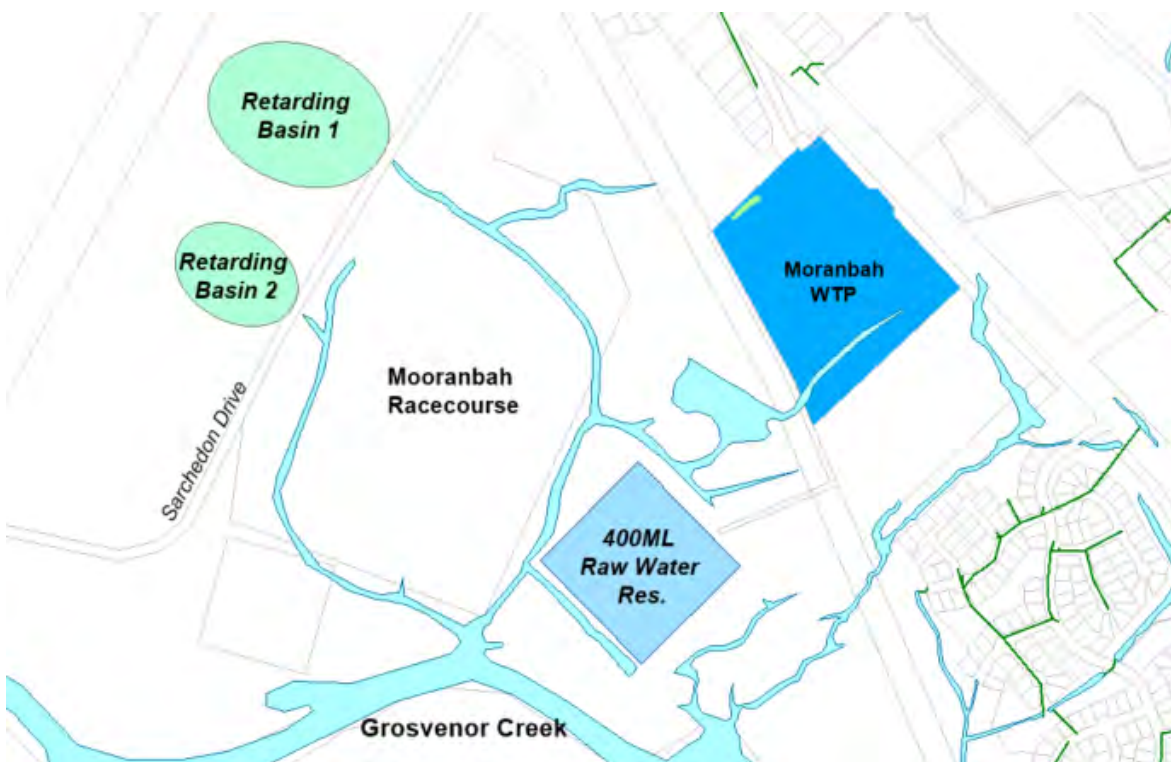 Retarding
Basin 1
Retarding
Basin 2
Moranbah
WTP
Mooranbah
Racecourse
Sarchedon Drive
400ML
Raw Water
Res.
Grosvenor Creek